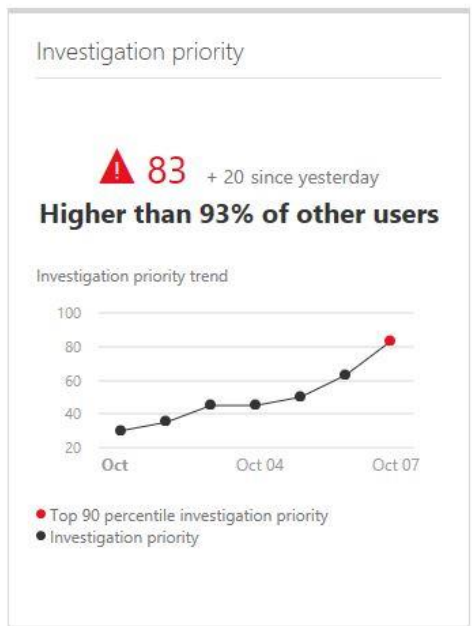 Investigation priority
! 83 + 20 since yesterday
Higher than 93% of other users
Investigation priority trend
100
80
60
40
20
Oct Oct 04 Oct 07
Top 90 percentile investigation priority
Investigation priority